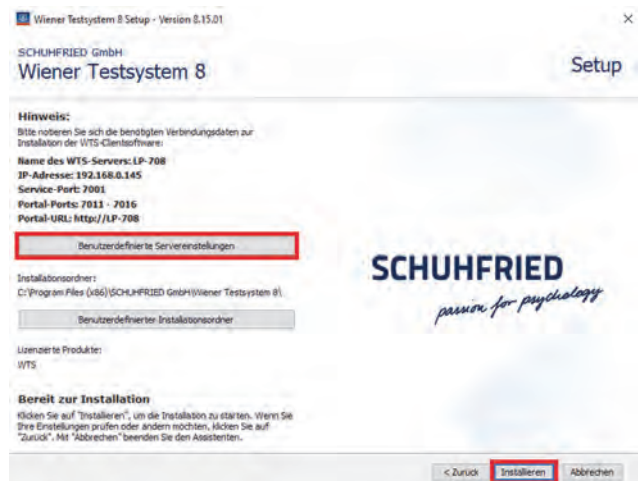 Wiener Testsystem 8 Setup - Version 8.15.01
SCHUHFRIED GmbH
Wiener Testsystem 8
Setup
Hinweis:
Bitte notieren Sie sich die benötigten Verbindungsdaten zur
Installation der WTS-Clientsoftware:
Name des WTS-Servers: LP-708
IP-Adresse: 192.168.0.145
Service-Port: 7001
Portal-Ports: 7011 - 7016
Portal-URL: http://LP-708
Benutzerdefinierte Servereinstellungen
Installationsordner:
C:\Program Files (x86)\SCHUHFRIED GmbH\Wiener Testsystem 8\
Benutzerdefinierter Installationsordner
Lizenzierte Produkte:
WTS
SCHUHFRIED
passion for psychology
Bereit zur Installation
Klicken Sie auf "Installieren", um die Installation zu starten. Wenn Sie
Ihre Einstellungen prüfen oder ändern möchten, klicken Sie auf
"Zurück". Mit "Abbrechen" beenden Sie den Assistenten.
< Zurück
Installieren
Abbrechen